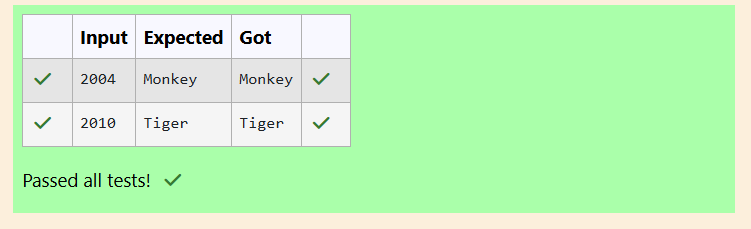 Input Expected Got
2004 Monkey Monkey
2010 Tiger Tiger
Passed all tests!